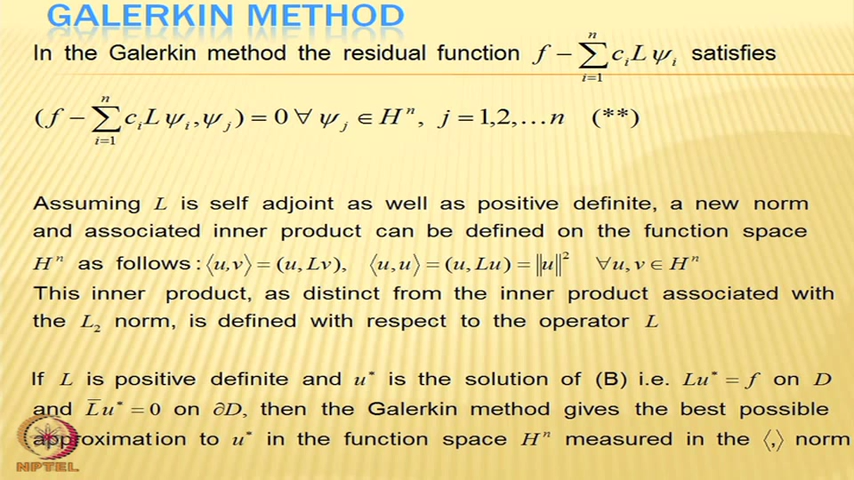 GALERKIN METHOD
In the Galerkin method the residual function f − ∑_{i=1}^{n} c_i L ψ_i satisfies
(f − ∑_{i=1}^{n} c_i L ψ_i, ψ_j) = 0 ∀ ψ_j ∈ H^n, j = 1,2,…n (**)
Assuming L is self adjoint as well as positive definite, a new norm
and associated inner product can be defined on the function space
H^n as follows: ⟨u,v⟩ = (u, Lv), ⟨u,u⟩ = (u, Lu) = ‖u‖² ∀u, v ∈ H^n
This inner product, as distinct from the inner product associated with
the L₂ norm, is defined with respect to the operator L
If L is positive definite and u* is the solution of (B) i.e. Lu* = f on D
and L̅u* = 0 on ∂D, then the Galerkin method gives the best possible
approximation to u* in the function space H^n measured in the ⟨,⟩ norm
NPTEL